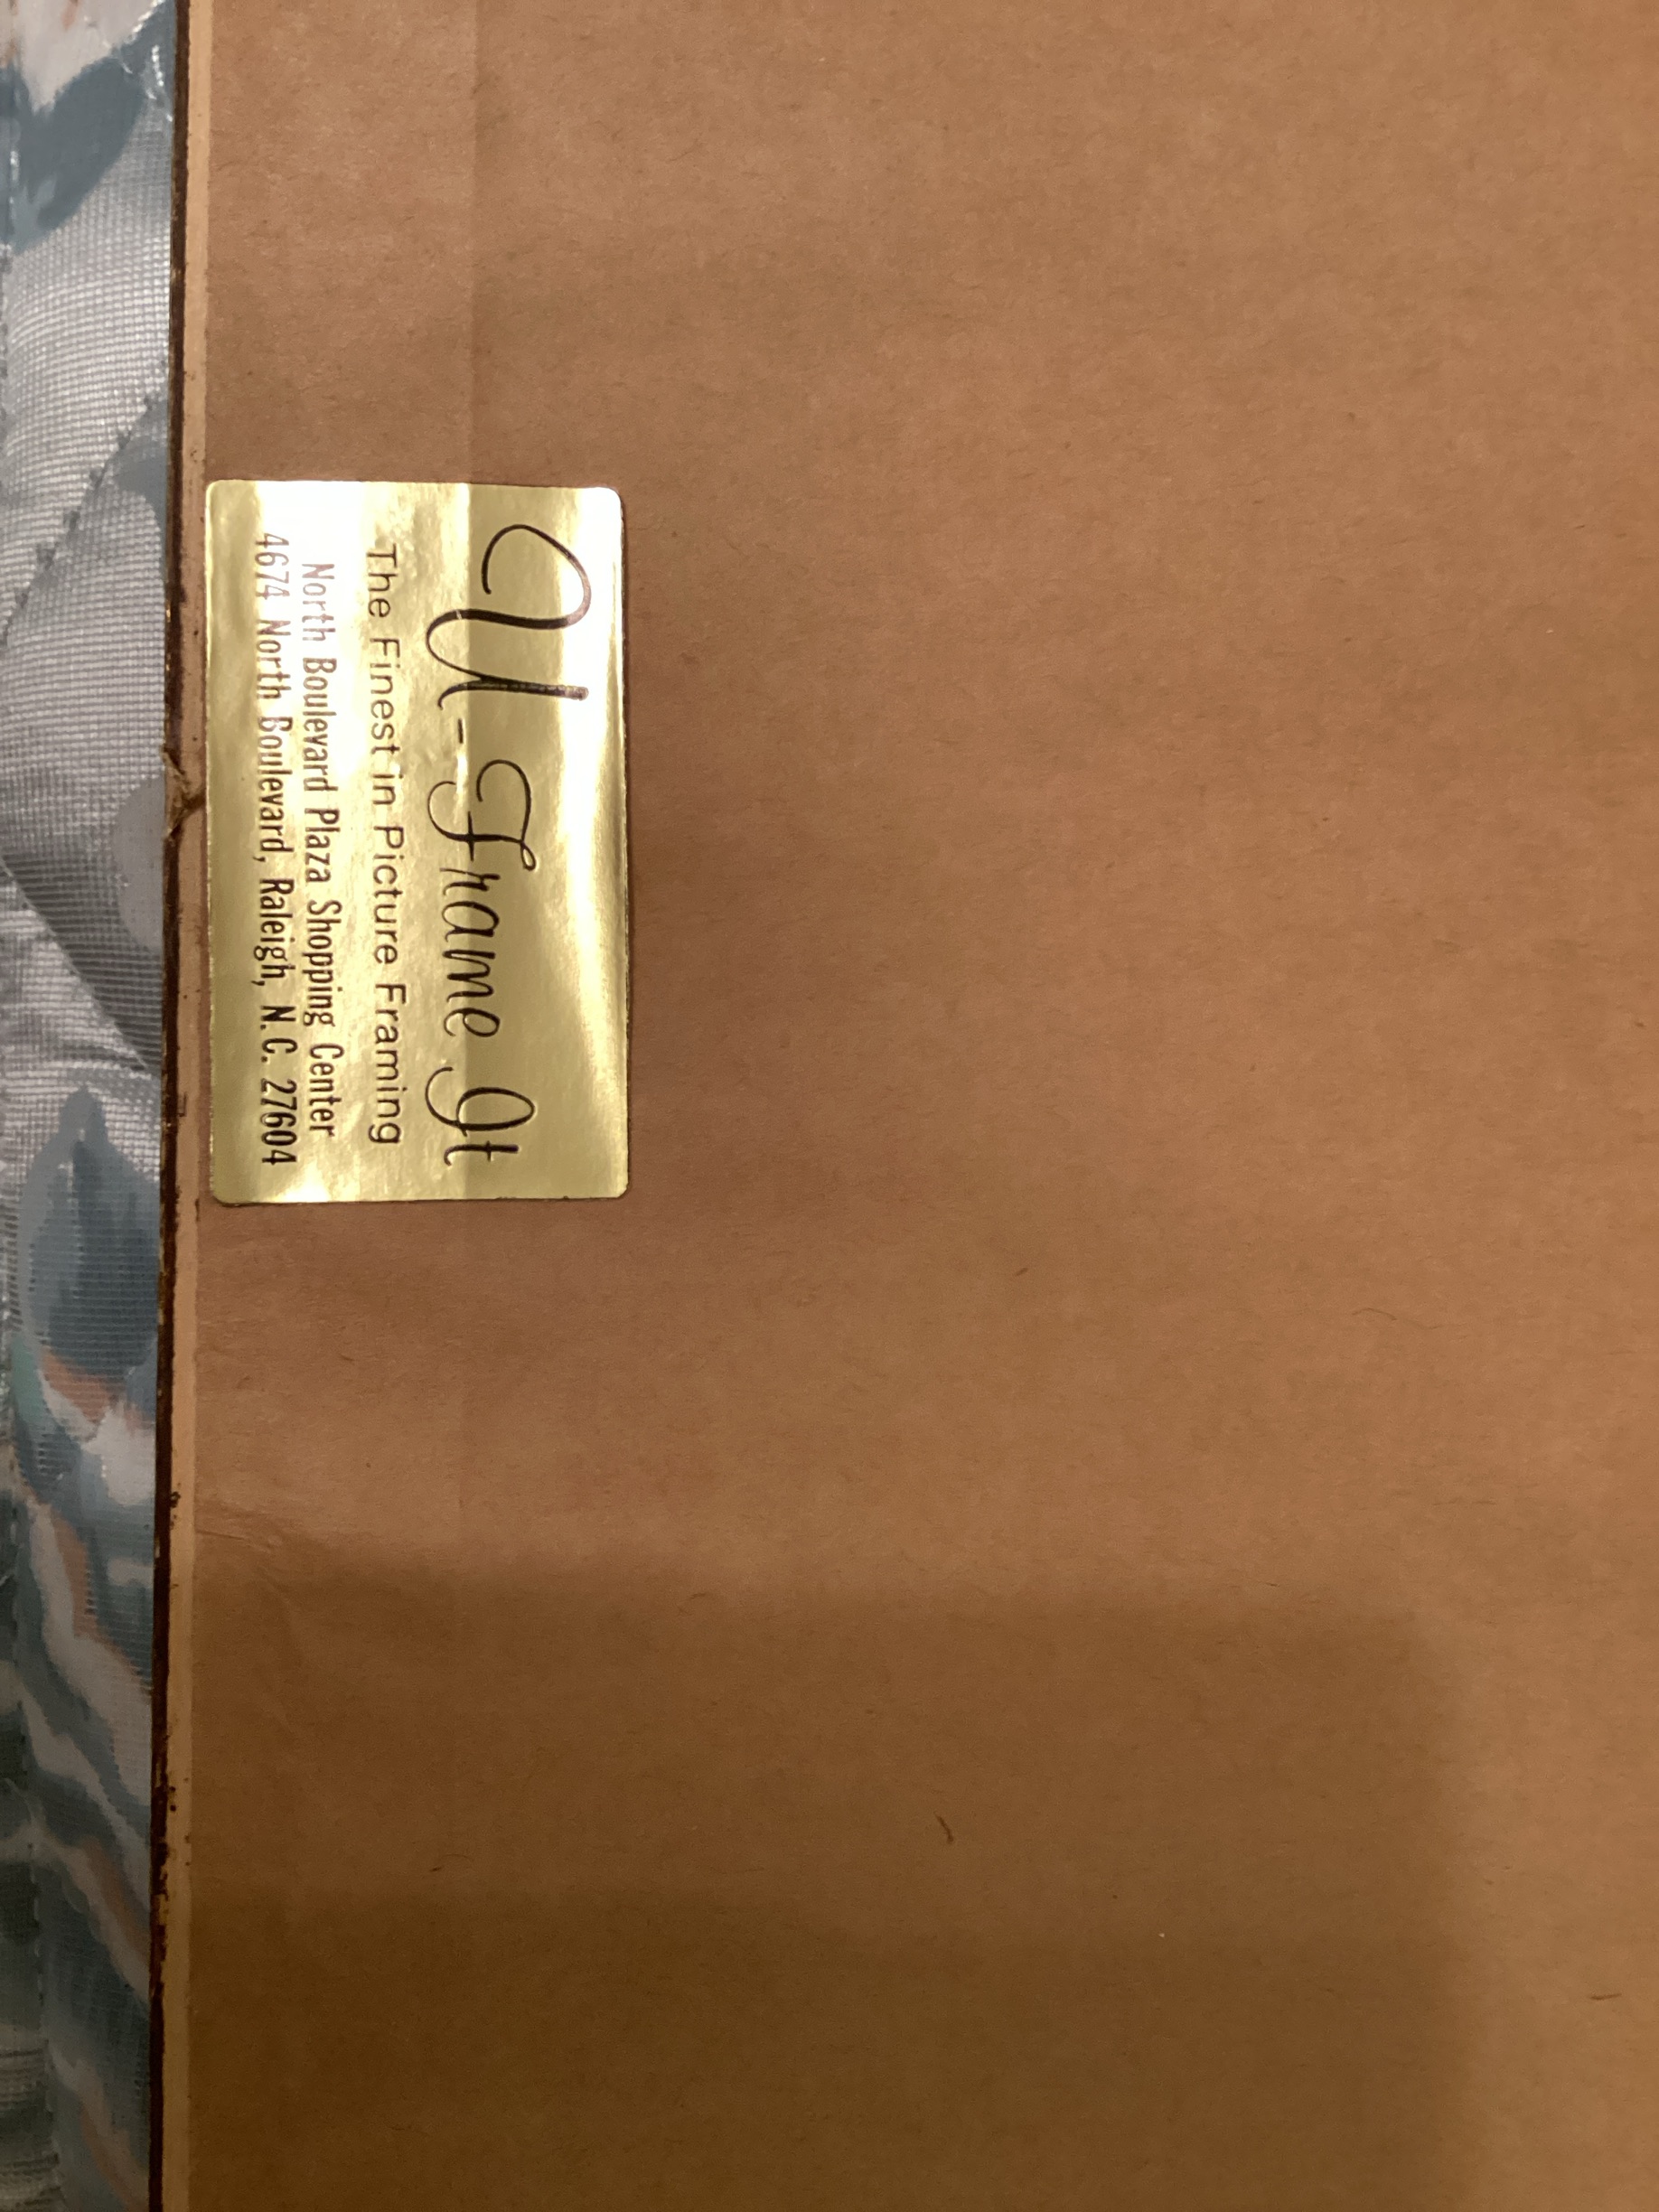 U-Frame It
The Finest in Picture Framing
North Boulevard Plaza Shopping Center
4674 North Boulevard, Raleigh, N.C. 27604